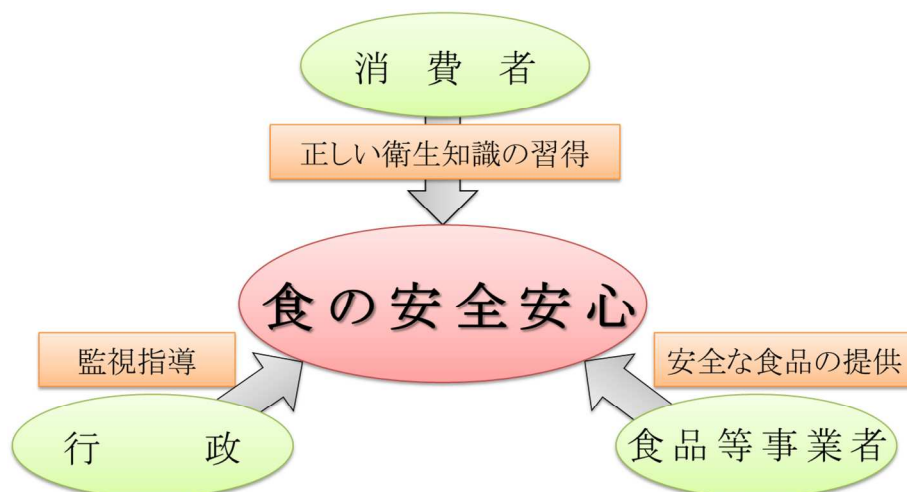 消費者
正しい衛生知識の習得
食の安全安心
監視指導
安全な食品の提供
行政
食品等事業者